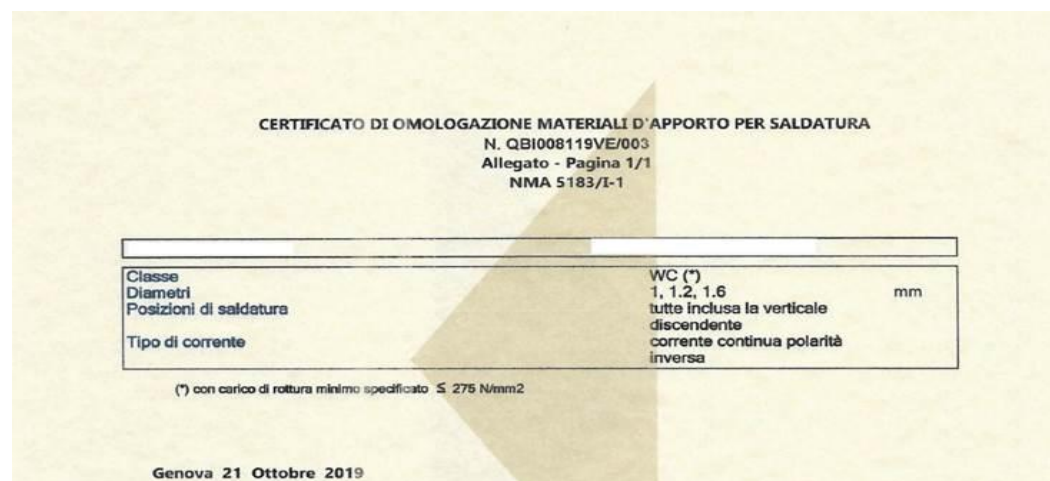 CERTIFICATO DI OMOLOGAZIONE MATERIALI D'APPORTO PER SALDATURA
N. QBI008119VE/003
Allegato - Pagina 1/1
NMA 5183/I-1
Classe WC (*)
Diametri 1, 1.2, 1.6 mm
Posizioni di saldatura tutte inclusa la verticale
discendente
Tipo di corrente corrente continua polarità
inversa
(*) con carico di rottura minimo specificato ≤ 275 N/mm2
Genova 21 Ottobre 2019